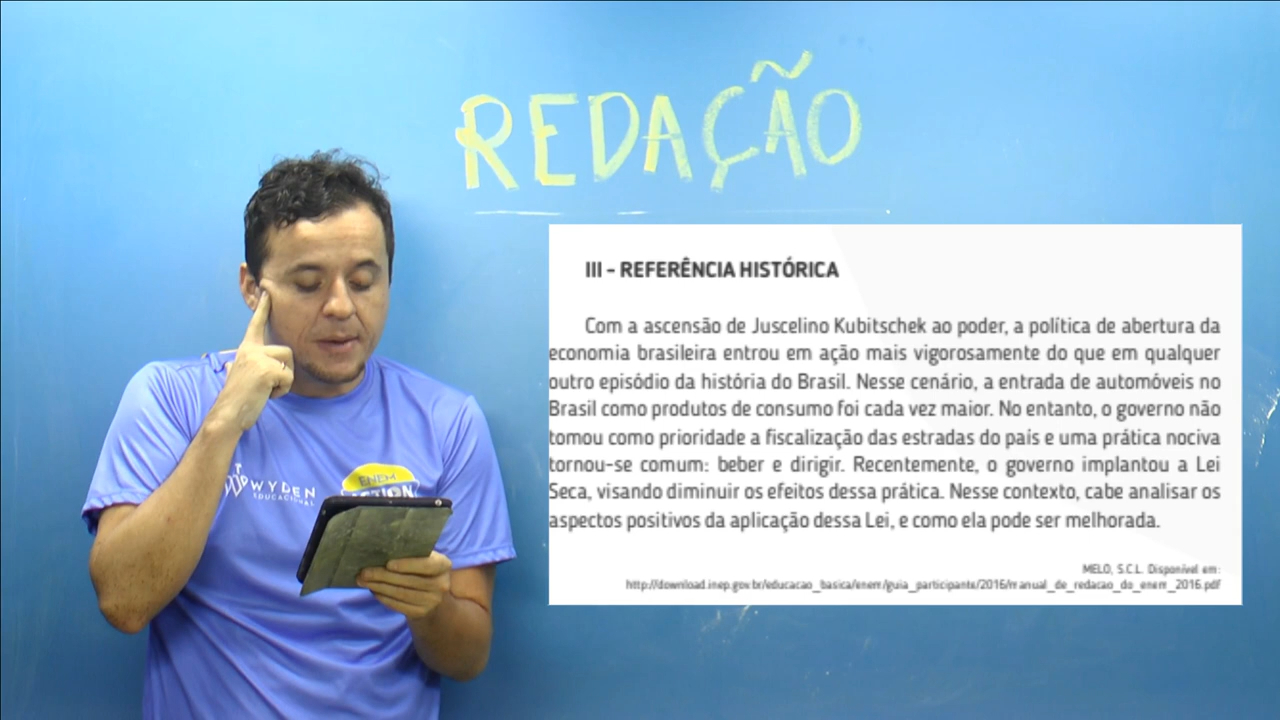 REDAÇÃO
III - REFERÊNCIA HISTÓRICA
Com a ascensão de Juscelino Kubitschek ao poder, a política de abertura da
economia brasileira entrou em ação mais vigorosamente do que em qualquer
outro episódio da história do Brasil. Nesse cenário, a entrada de automóveis no
Brasil como produtos de consumo foi cada vez maior. No entanto, o governo não
tomou como prioridade a fiscalização das estradas do país e uma prática nociva
tornou-se comum: beber e dirigir. Recentemente, o governo implantou a Lei
Seca, visando diminuir os efeitos dessa prática. Nesse contexto, cabe analisar os
aspectos positivos da aplicação dessa Lei, e como ela pode ser melhorada.
MELO, S.C.L. Disponível em:
http://download.inep.gov.br/educacao_basica/enem/guia_participante/2016/manual_de_redacao_do_enem_2016.pdf
WYDEN
EDUCACIONAL
ENEM
ACTION